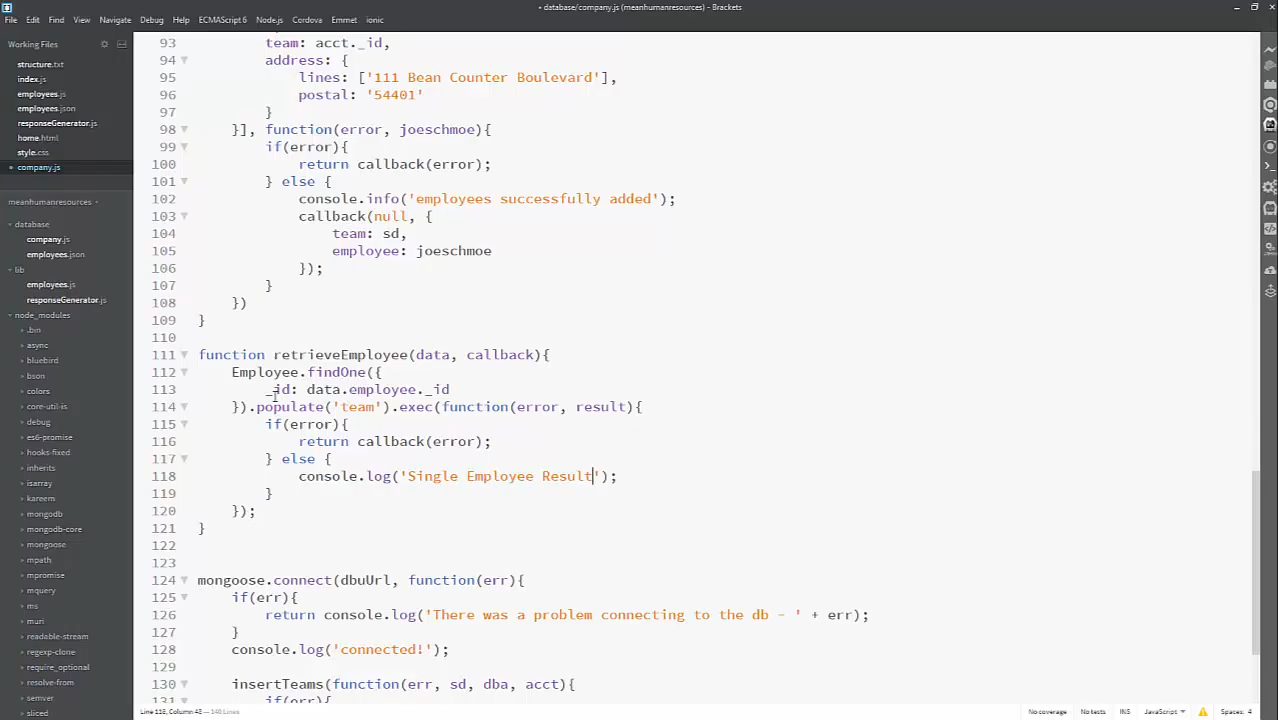 • database/company.js (meanhumanresources) - Brackets
File Edit Find View Navigate Debug Help ECMAScript 6 Node.js Cordova Emmet ionic
Working Files
structure.txt
index.js
employees.js
employees.json
responseGenerator.js
home.html
style.css
• company.js
meanhumanresources
database
company.js
employees.json
lib
employees.js
responseGenerator.js
node_modules
.bin
async
bluebird
bson
colors
core-util-is
debug
es6-promise
hooks-fixed
inherits
isarray
kareem
mongodb
mongodb-core
mongoose
mpath
mpromise
mquery
ms
muri
readable-stream
regexp-clone
require_optional
resolve-from
semver
sliced
93 team: acct._id,
94 address: {
95 lines: ['111 Bean Counter Boulevard'],
96 postal: '54401'
97 }
98 }], function(error, joeschmoe){
99 if(error){
100 return callback(error);
101 } else {
102 console.info('employees successfully added');
103 callback(null, {
104 team: sd,
105 employee: joeschmoe
106 });
107 }
108 })
109 }
110
111 function retrieveEmployee(data, callback){
112 Employee.findOne({
113 _id: data.employee._id
114 }).populate('team').exec(function(error, result){
115 if(error){
116 return callback(error);
117 } else {
118 console.log('Single Employee Result');
119 }
120 });
121 }
122
123
124 mongoose.connect(dbuUrl, function(err){
125 if(err){
126 return console.log('There was a problem connecting to the db - ' + err);
127 }
128 console.log('connected!');
129
130 insertTeams(function(err, sd, dba, acct){
131 if(err){
Line 118, Column 48 — 140 Lines
No coverage No tests INS JavaScript Spaces: 4